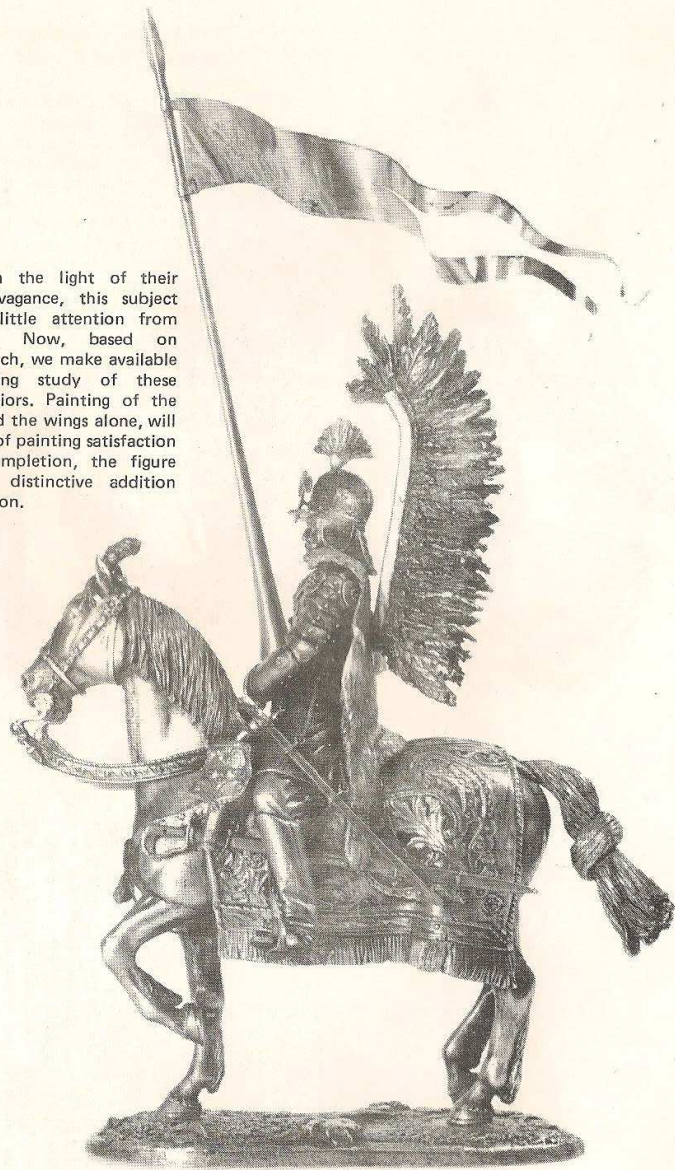 the light of their
vagance, this subject
little attention from
Now, based on
ch, we make available
ng study of these
iors. Painting of the
d the wings alone, will
of painting satisfaction
mpletion, the figure
distinctive addition
on.